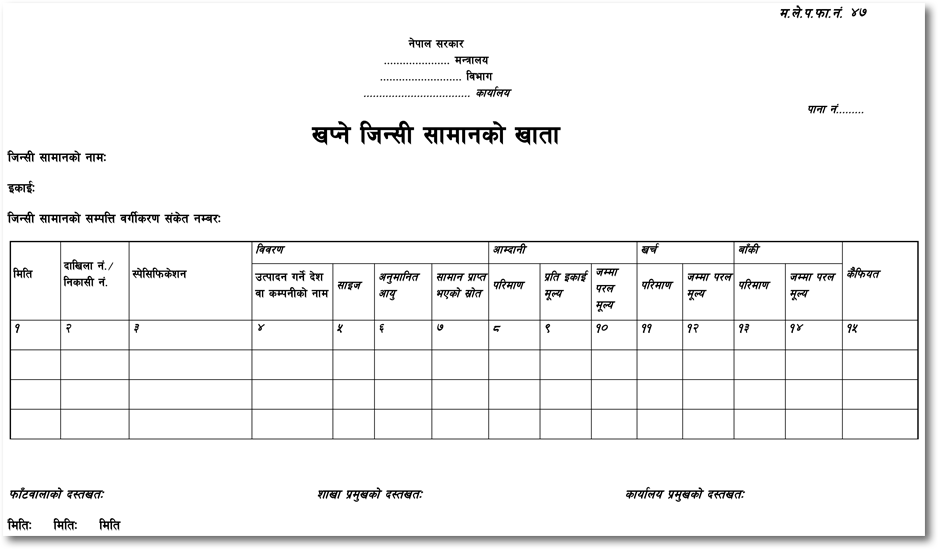 म.ले.प.फा.नं. ४७
नेपाल सरकार
..................... मन्त्रालय
.......................... विभाग
.................................. कार्यालय
पाना नं.........
खप्ने जिन्सी सामानको खाता
जिन्सी सामानको नाम:
इकाई:
जिन्सी सामानको सम्पत्ति वर्गीकरण संकेत नम्बर:
मिति
दाखिला नं./
निकासी नं.
स्पेसिफिकेशन
विवरण
उत्पादन गर्ने देश
वा कम्पनीको नाम
साइज
अनुमानित
आयु
सामान प्राप्त
भएको स्रोत
आम्दानी
परिमाण
प्रति इकाई
मूल्य
जम्मा
परल
मूल्य
खर्च
परिमाण
जम्मा परल
मूल्य
बाँकी
परिमाण
जम्मा परल
मूल्य
कैफियत
१ २ ३ ४ ५ ६ ७ ८ ९ १० ११ १२ १३ १४ १५
फाँटवालाको दस्तखत: शाखा प्रमुखको दस्तखत: कार्यालय प्रमुखको दस्तखत:
मिति: मिति: मिति